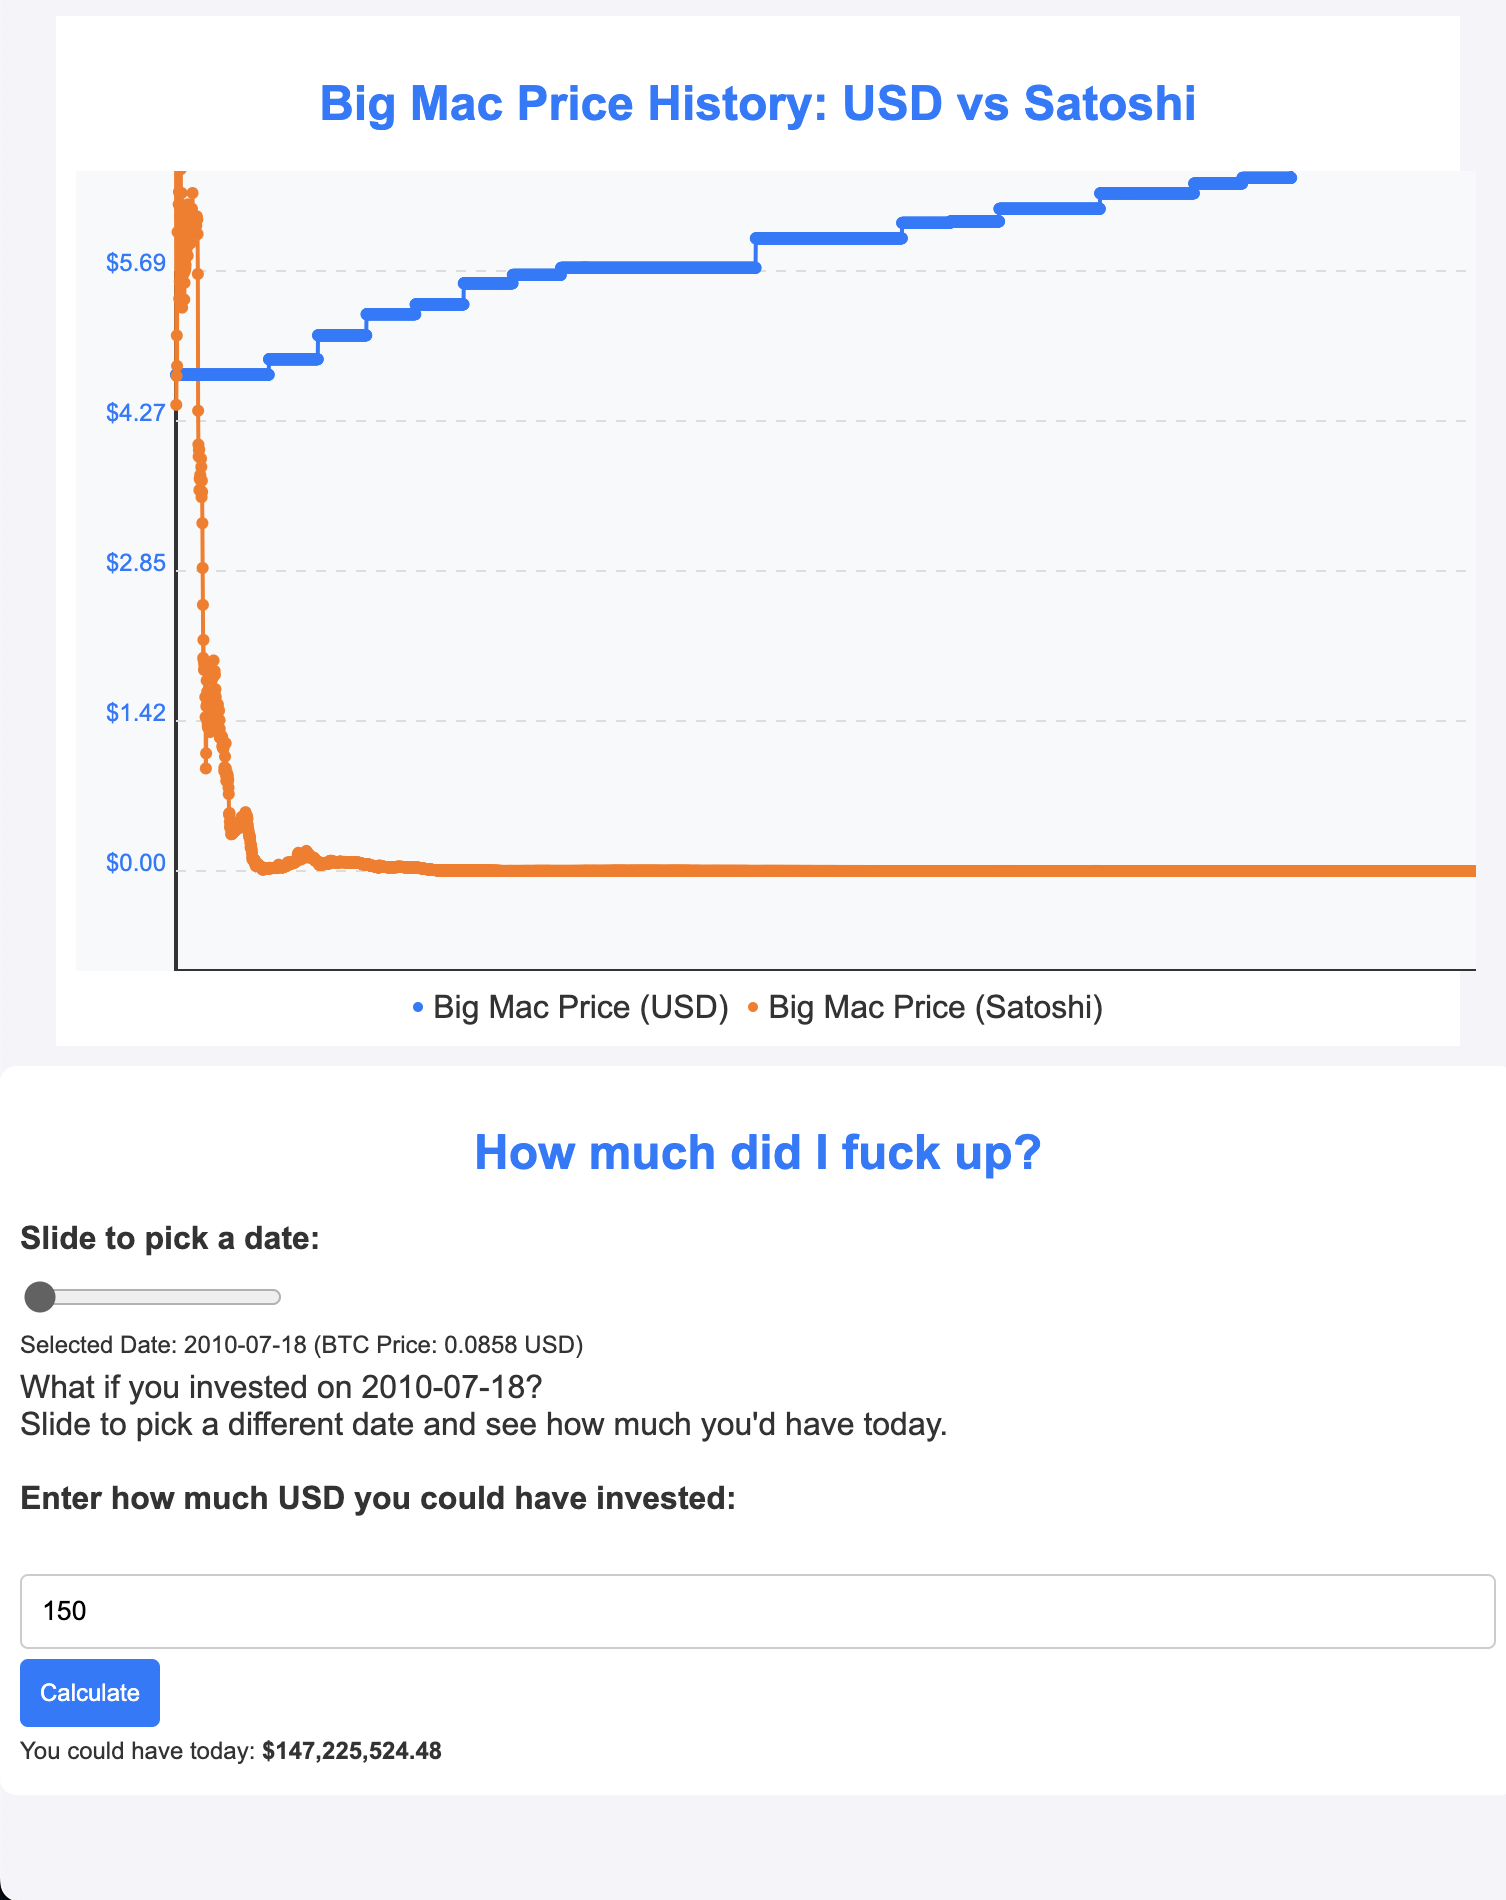 Big Mac Price History: USD vs Satoshi
$5.69
$4.27
$2.85
$1.42
$0.00
Big Mac Price (USD) Big Mac Price (Satoshi)
How much did I fuck up?
Slide to pick a date:
Selected Date: 2010-07-18 (BTC Price: 0.0858 USD)
What if you invested on 2010-07-18?
Slide to pick a different date and see how much you'd have today.
Enter how much USD you could have invested:
150
Calculate
You could have today: $147,225,524.48